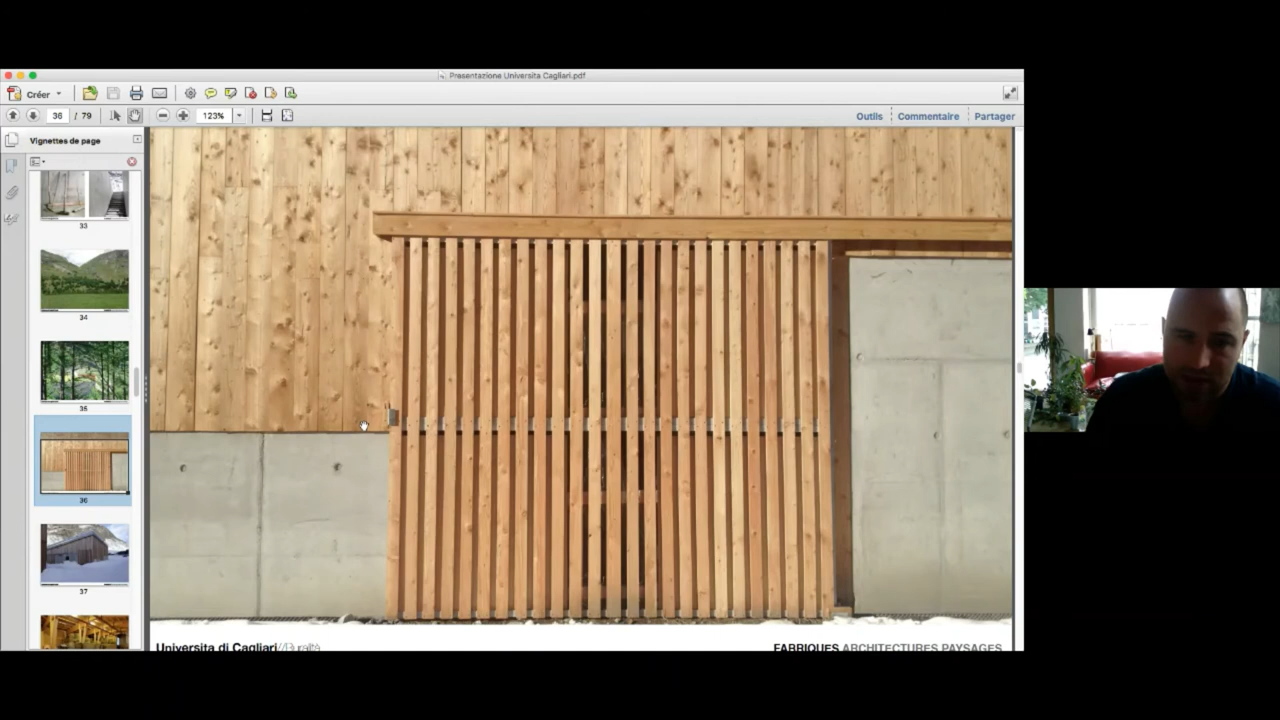 Presentazione Universita Cagliari.pdf
Créer
36 / 79 123% Outils Commentaire Partager
Vignettes de page
33
34
35
36
37
Universita di Cagliari//Ruralità FABRIQUES ARCHITECTURES PAYSAGES